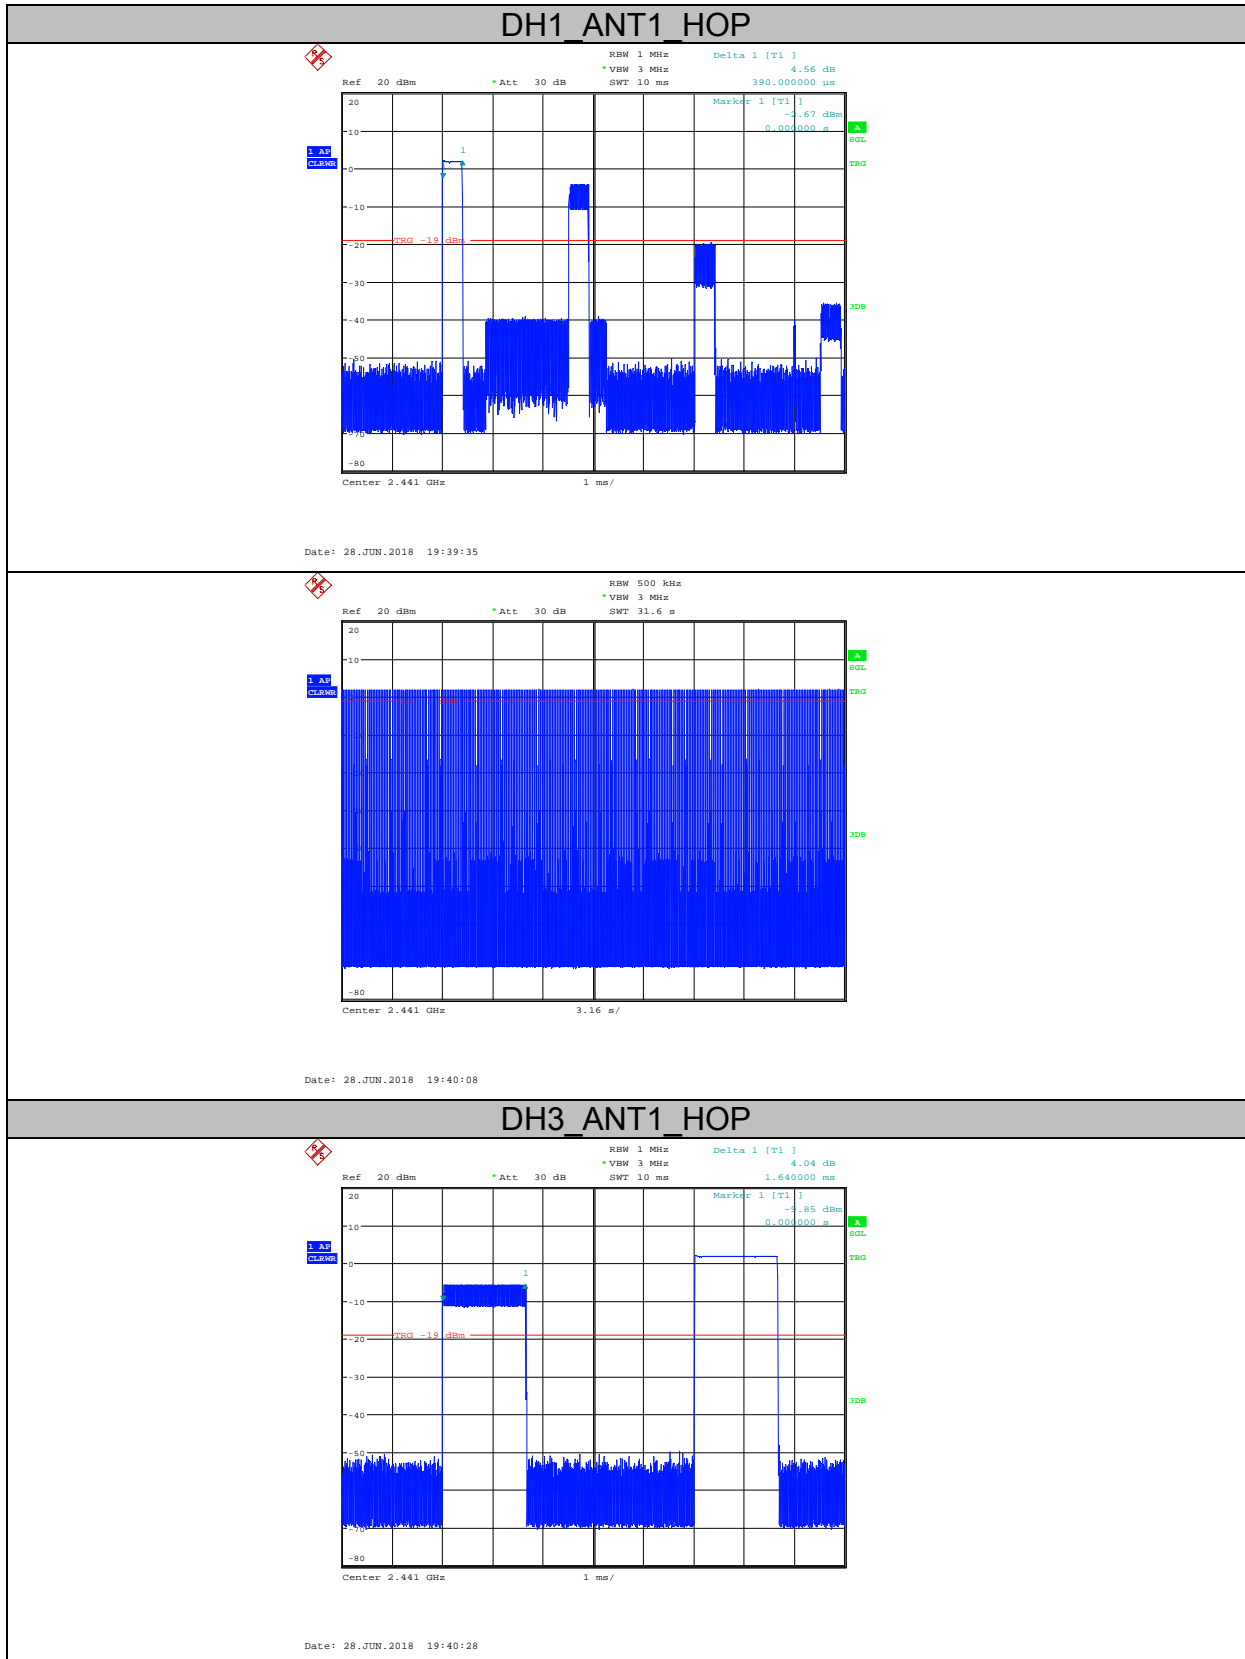 DH1_ANT1_HOP
RBW 1 MHz Delta 1 [T1 ]
*VBW 3 MHz 4.56 dB
Ref 20 dBm *Att 30 dB SWT 10 ms 390.000000 µs
20 Marker 1 [T1 ]
-2.67 dBm
10 0.000000 s A
SGL
1 AP 1
CLRWR TRG
0
-10
-20 TRG -19 dBm
-30
3DB
-40
-50
-70
-80
Center 2.441 GHz 1 ms/
Date: 28.JUN.2018 19:39:35
RBW 500 kHz
*VBW 3 MHz
Ref 20 dBm *Att 30 dB SWT 31.6 s
20
10 A
SGL
1 AP
CLRWR TRG
3DB
-80
Center 2.441 GHz 3.16 s/
Date: 28.JUN.2018 19:40:08
DH3_ANT1_HOP
RBW 1 MHz Delta 1 [T1 ]
*VBW 3 MHz 4.04 dB
Ref 20 dBm *Att 30 dB SWT 10 ms 1.640000 ms
20 Marker 1 [T1 ]
-9.85 dBm
10 0.000000 s A
SGL
1 AP
CLRWR TRG
0
1
-10
-20 TRG -19 dBm
-30
3DB
-40
-50
-70
-80
Center 2.441 GHz 1 ms/
Date: 28.JUN.2018 19:40:28